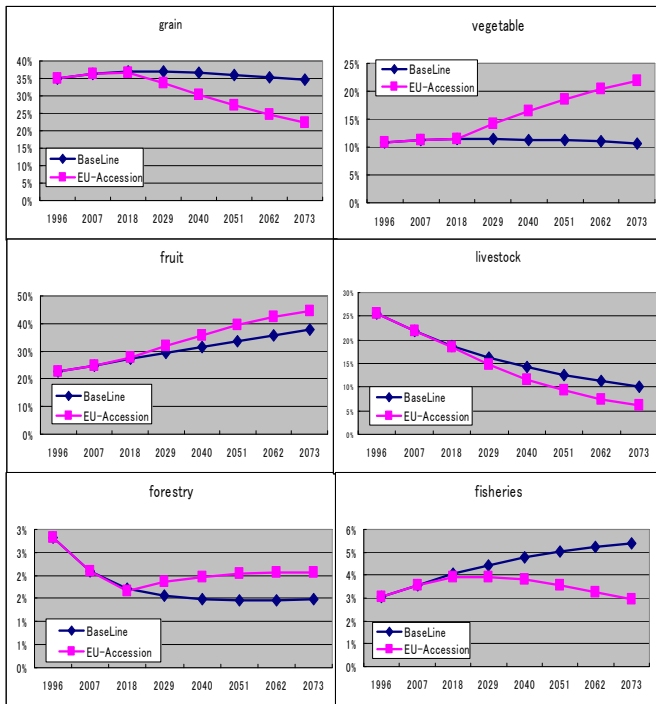 grain
40%
35%
30%
25%
20%
15%
10%
5%
0%
BaseLine
EU-Accession
1996 2007 2018 2029 2040 2051 2062 2073
vegetable
25%
20%
15%
10%
5%
0%
BaseLine
EU-Accession
1996 2007 2018 2029 2040 2051 2062 2073
fruit
50%
40%
30%
20%
10%
0%
BaseLine
EU-Accession
1996 2007 2018 2029 2040 2051 2062 2073
livestock
30%
25%
20%
15%
10%
5%
0%
BaseLine
EU-Accession
1996 2007 2018 2029 2040 2051 2062 2073
forestry
3%
3%
2%
2%
1%
1%
0%
BaseLine
EU-Accession
1996 2007 2018 2029 2040 2051 2062 2073
fisheries
6%
5%
4%
3%
2%
1%
0%
BaseLine
EU-Accession
1996 2007 2018 2029 2040 2051 2062 2073